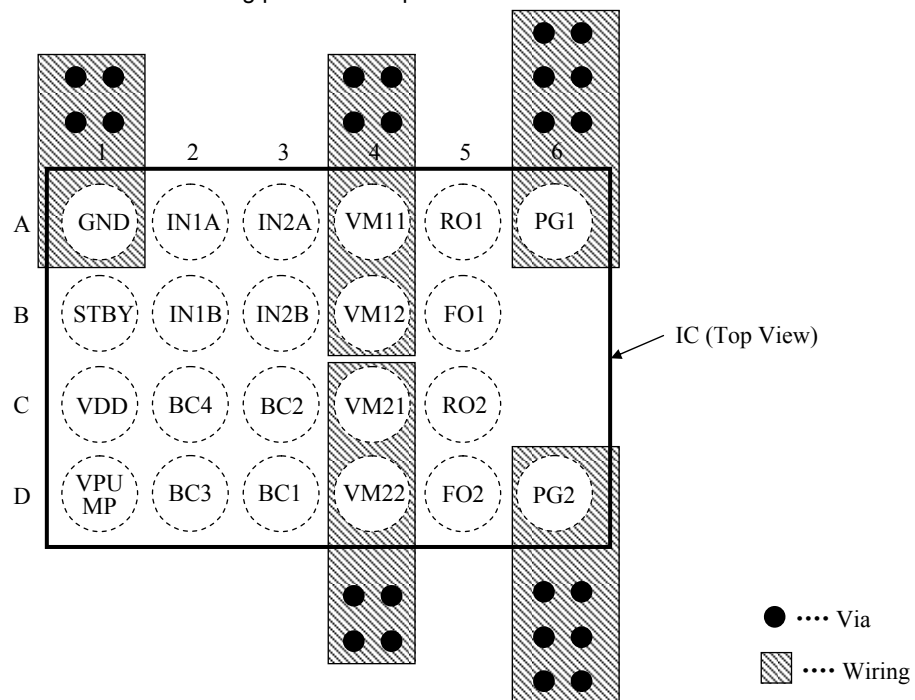 1 2 3 4 5 6
A GND IN1A IN2A VM11 RO1 PG1
B STBY IN1B IN2B VM12 FO1
IC (Top View)
C VDD BC4 BC2 VM21 RO2
D VPU MP BC3 BC1 VM22 FO2 PG2
···· Via
···· Wiring